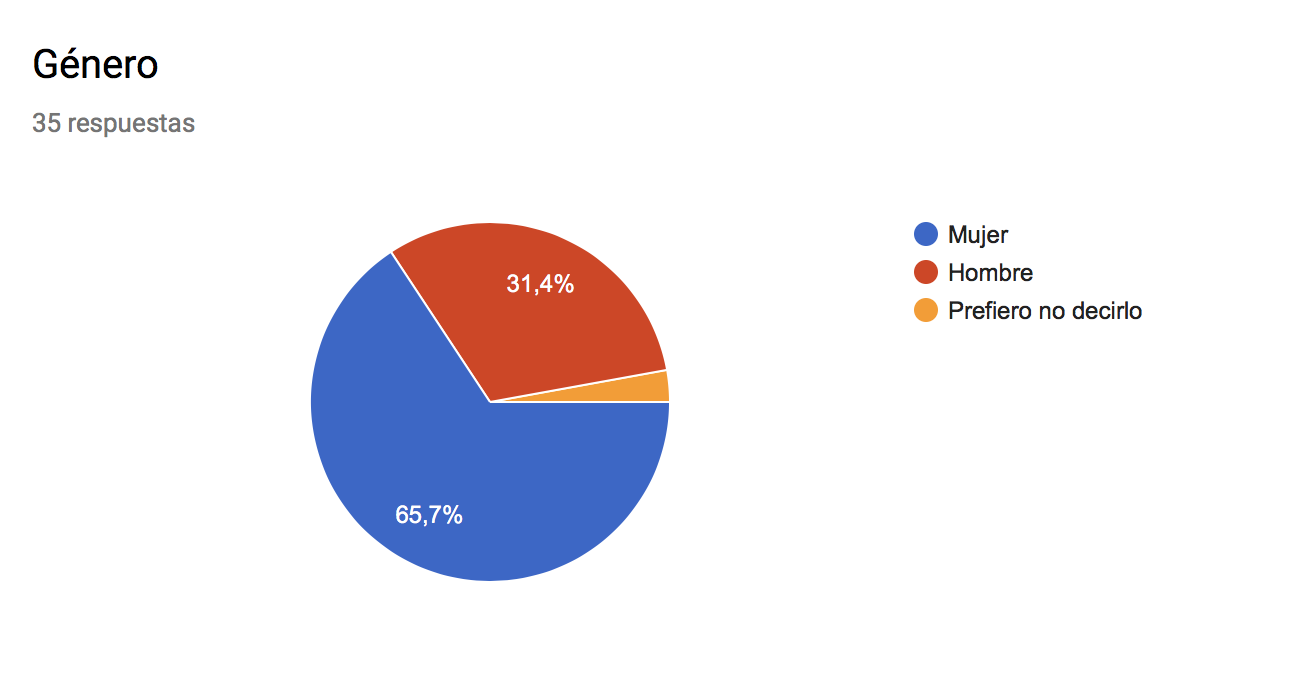 Género
35 respuestas
31,4%
65,7%
Mujer
Hombre
Prefiero no decirlo